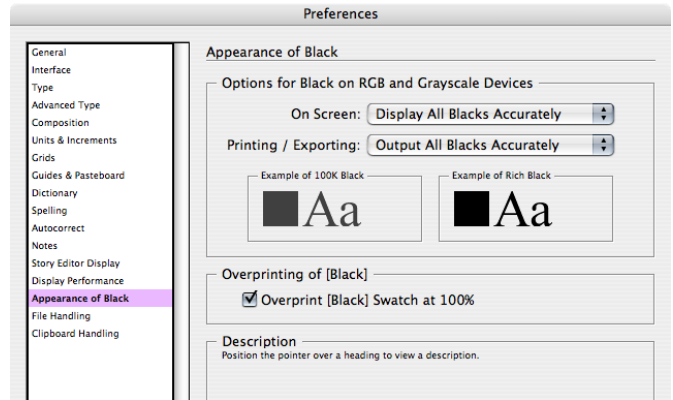 Preferences
General
Interface
Type
Advanced Type
Composition
Units & Increments
Grids
Guides & Pasteboard
Dictionary
Spelling
Autocorrect
Notes
Story Editor Display
Display Performance
Appearance of Black
File Handling
Clipboard Handling
Appearance of Black
Options for Black on RGB and Grayscale Devices
On Screen: Display All Blacks Accurately
Printing / Exporting: Output All Blacks Accurately
Example of 100K Black
Aa
Example of Rich Black
Aa
Overprinting of [Black]
Overprint [Black] Swatch at 100%
Description
Position the pointer over a heading to view a description.